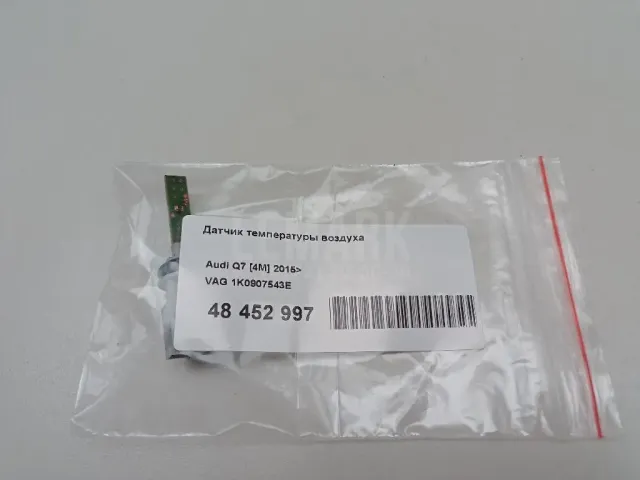 Датчик температуры воздуха
Audi Q7 [4M] 2015>
VAG 1K0907543E
48 452 997